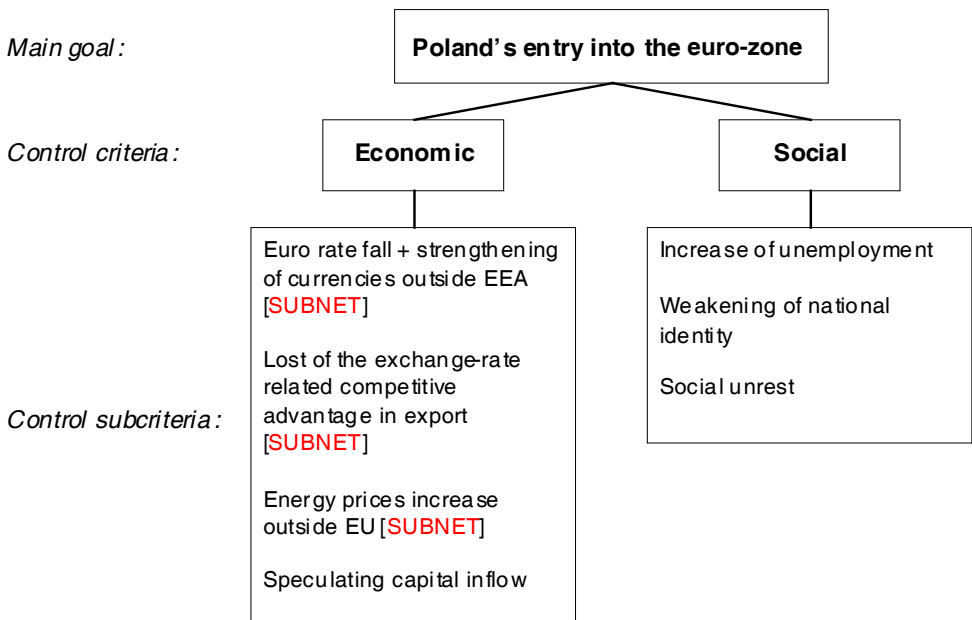 Main goal:
Poland's entry into the euro-zone
Control criteria:
Economic
Social
Control subcriteria:
Euro rate fall + strengthening
of currencies outside EEA
[SUBNET]
Lost of the exchange-rate
related competitive
advantage in export
[SUBNET]
Energy prices increase
outside EU [SUBNET]
Speculating capital inflow
Increase of unemployment
Weakening of national
identity
Social unrest